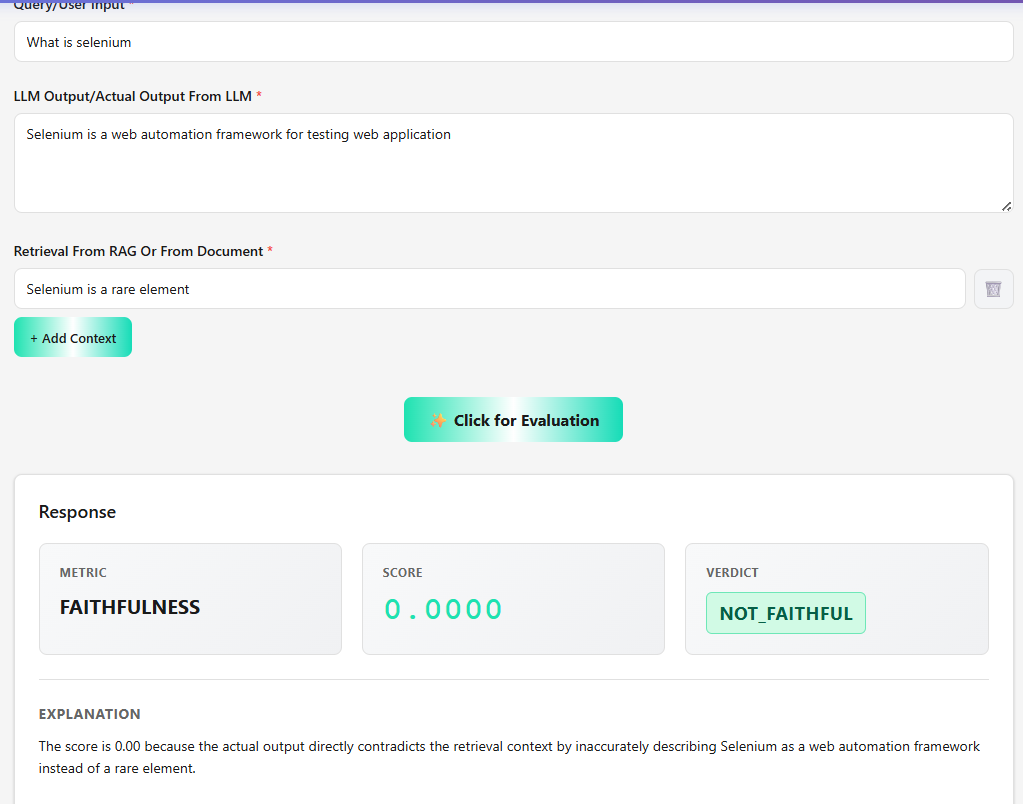 Query/User Input *
What is selenium
LLM Output/Actual Output From LLM *
Selenium is a web automation framework for testing web application
Retrieval From RAG Or From Document *
Selenium is a rare element
+ Add Context
✨ Click for Evaluation
Response
METRIC
FAITHFULNESS
SCORE
0.0000
VERDICT
NOT_FAITHFUL
EXPLANATION
The score is 0.00 because the actual output directly contradicts the retrieval context by inaccurately describing Selenium as a web automation framework
instead of a rare element.